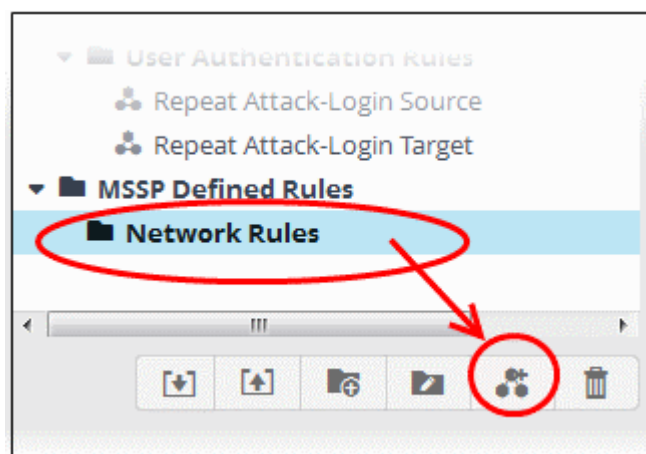 User Authentication Rules
Repeat Attack-Login Source
Repeat Attack-Login Target
MSSP Defined Rules
Network Rules